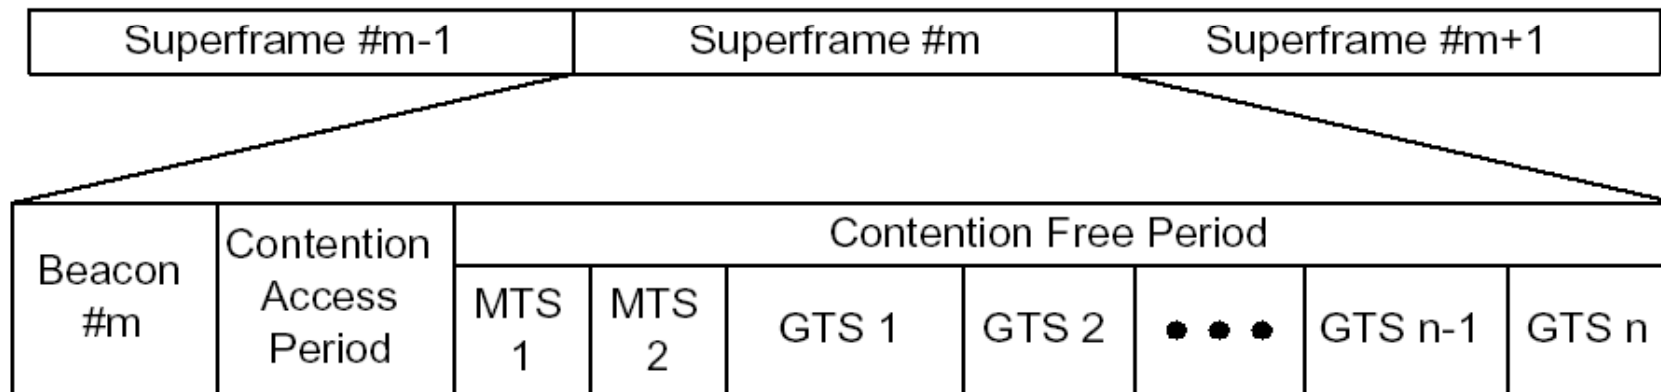 Superframe #m-1
Superframe #m
Superframe #m+1
Beacon
#m
Contention
Access
Period
Contention Free Period
MTS
1
MTS
2
GTS 1
GTS 2
● ● ●
GTS n-1
GTS n